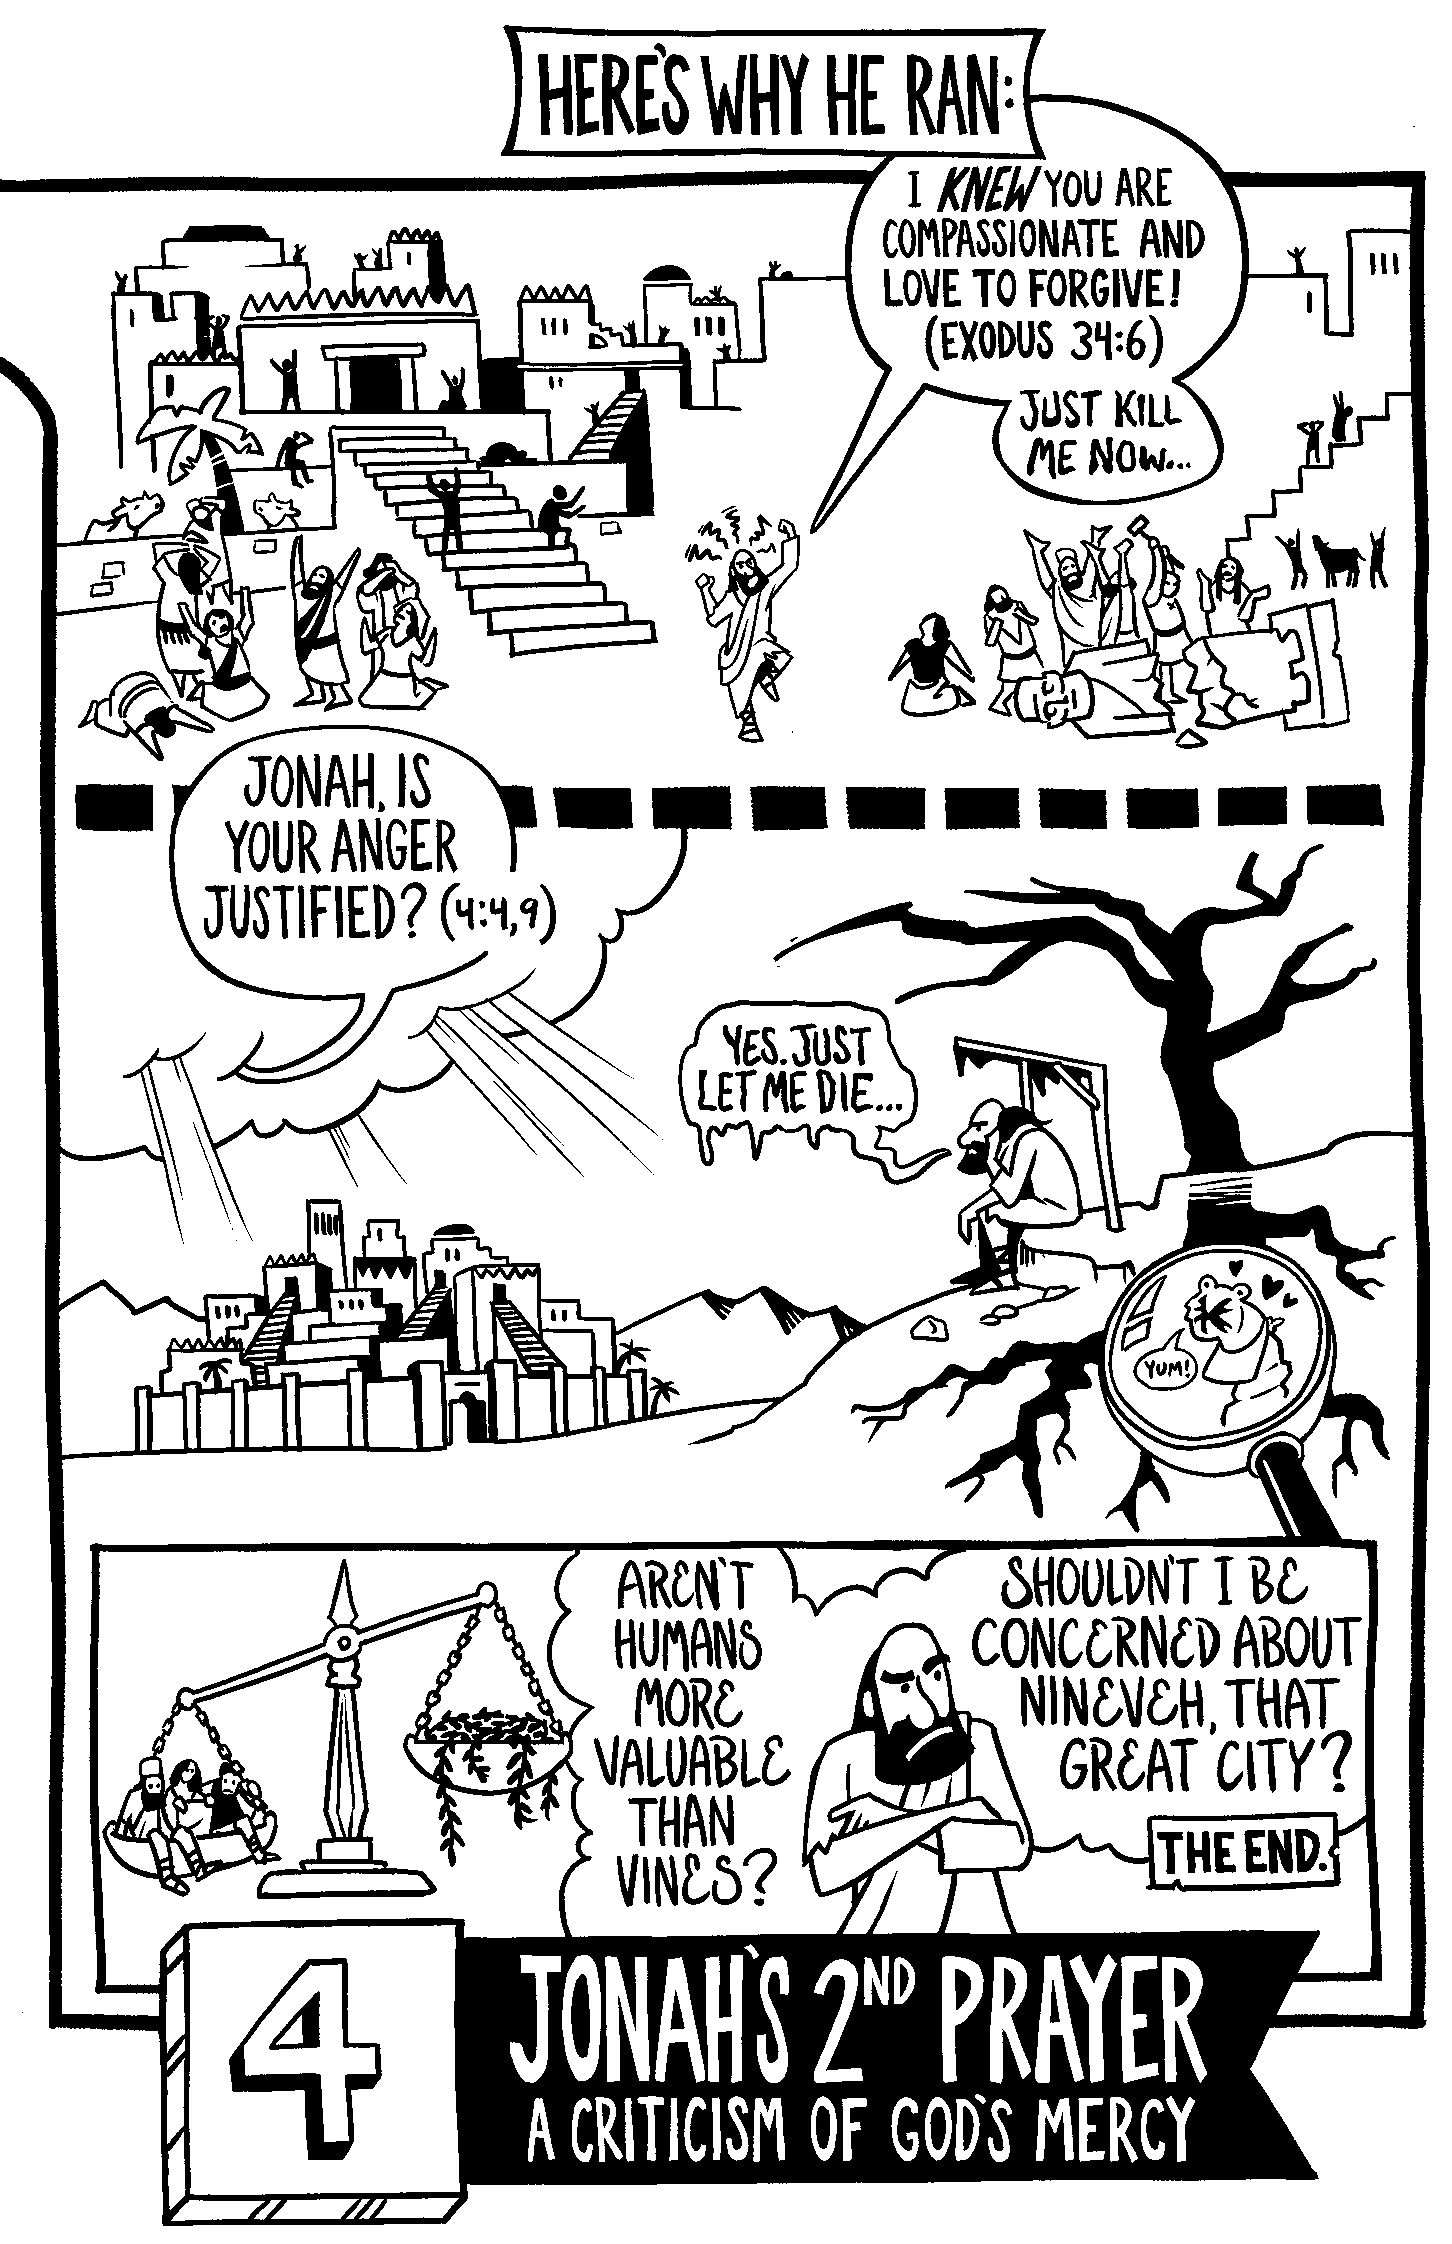 HERE'S WHY HE RAN:
I KNEW YOU ARE
COMPASSIONATE AND
LOVE TO FORGIVE!
(EXODUS 34:6)
JUST KILL
ME NOW...
JONAH, IS
YOUR ANGER
JUSTIFIED? (4:4,9)
YES. JUST
LET ME DIE...
YUM!
AREN'T
HUMANS
MORE
VALUABLE
THAN
VINES?
SHOULDN'T I BE
CONCERNED ABOUT
NINEVEH, THAT
GREAT CITY?
THE END.
4
JONAH'S 2ND PRAYER
A CRITICISM OF GOD'S MERCY